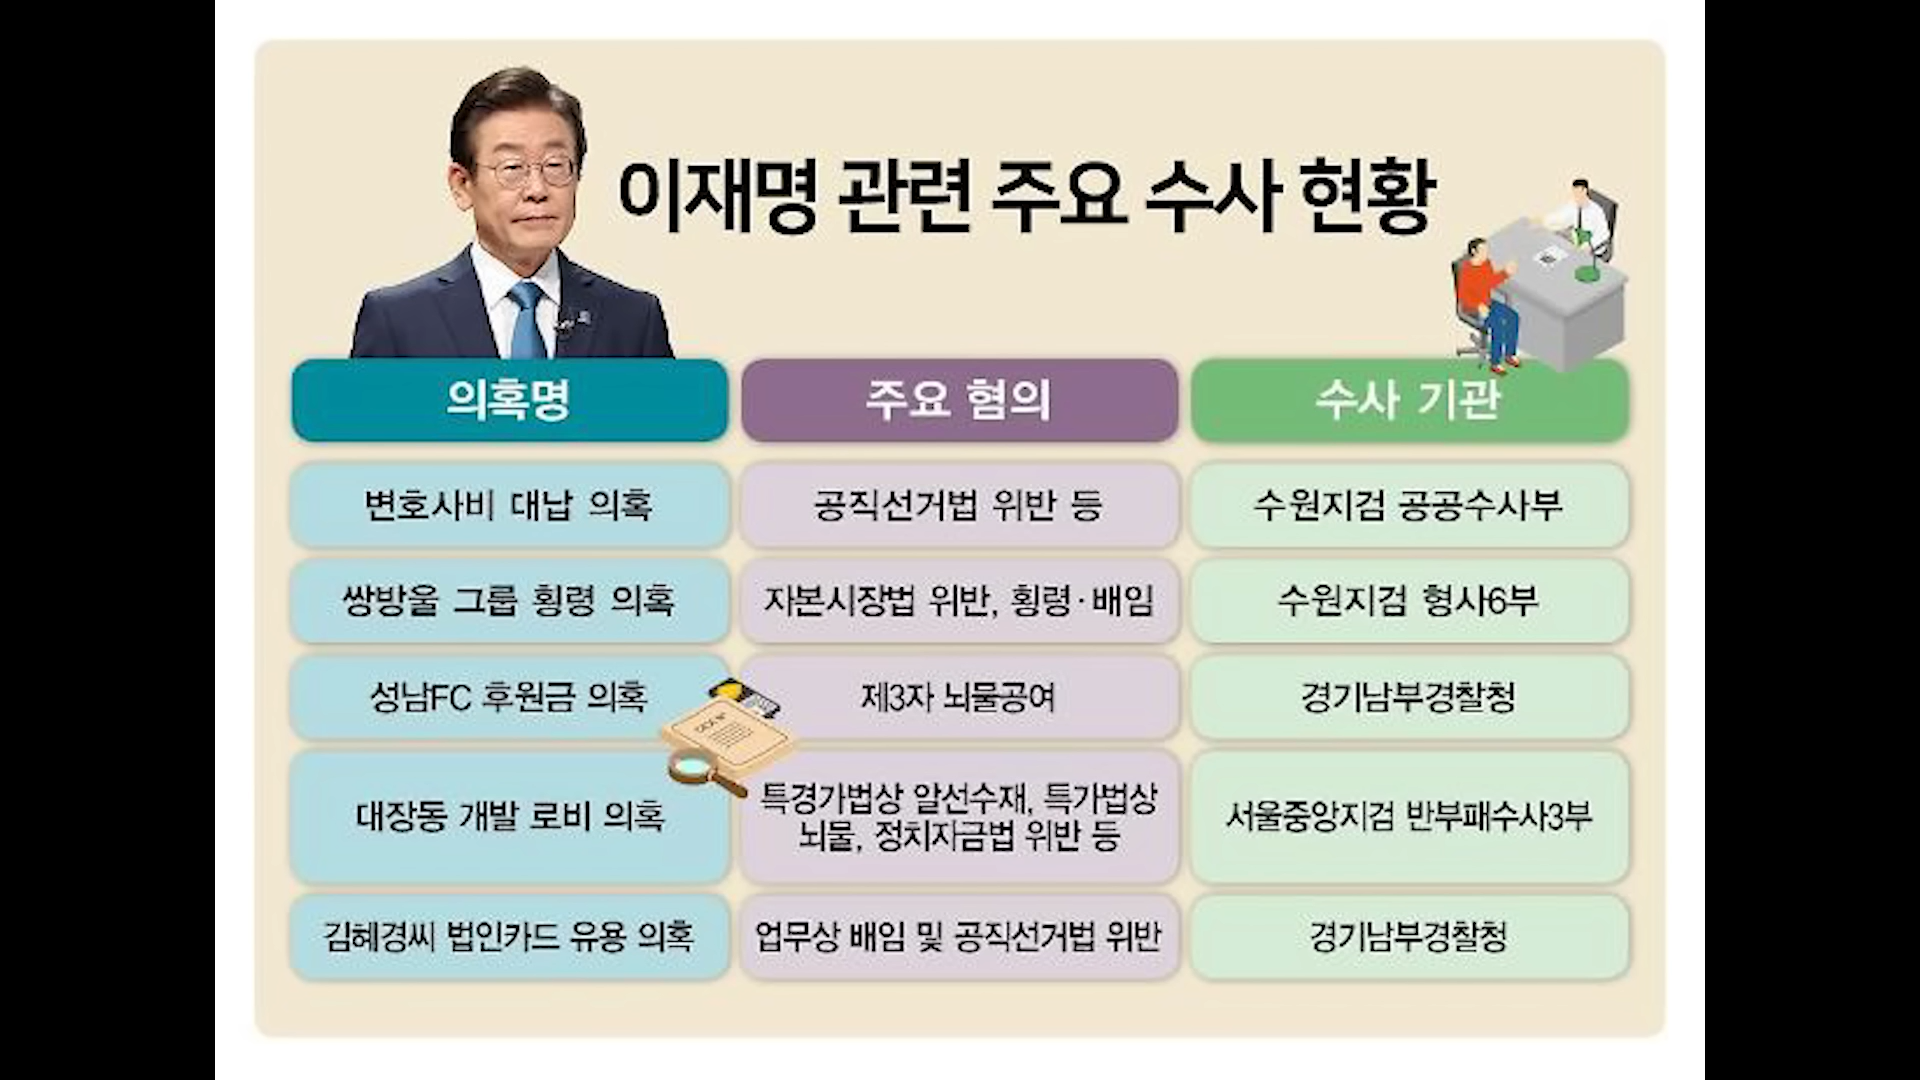 이재명 관련 주요 수사 현황
의혹명 주요 혐의 수사 기관
변호사비 대납 의혹 공직선거법 위반 등 수원지검 공공수사부
쌍방울 그룹 횡령 의혹 자본시장법 위반, 횡령·배임 수원지검 형사6부
성남FC 후원금 의혹 제3자 뇌물공여 경기남부경찰청
대장동 개발 로비 의혹 특경가법상 알선수재, 특가법상
뇌물, 정치자금법 위반 등 서울중앙지검 반부패수사3부
김혜경씨 법인카드 유용 의혹 업무상 배임 및 공직선거법 위반 경기남부경찰청